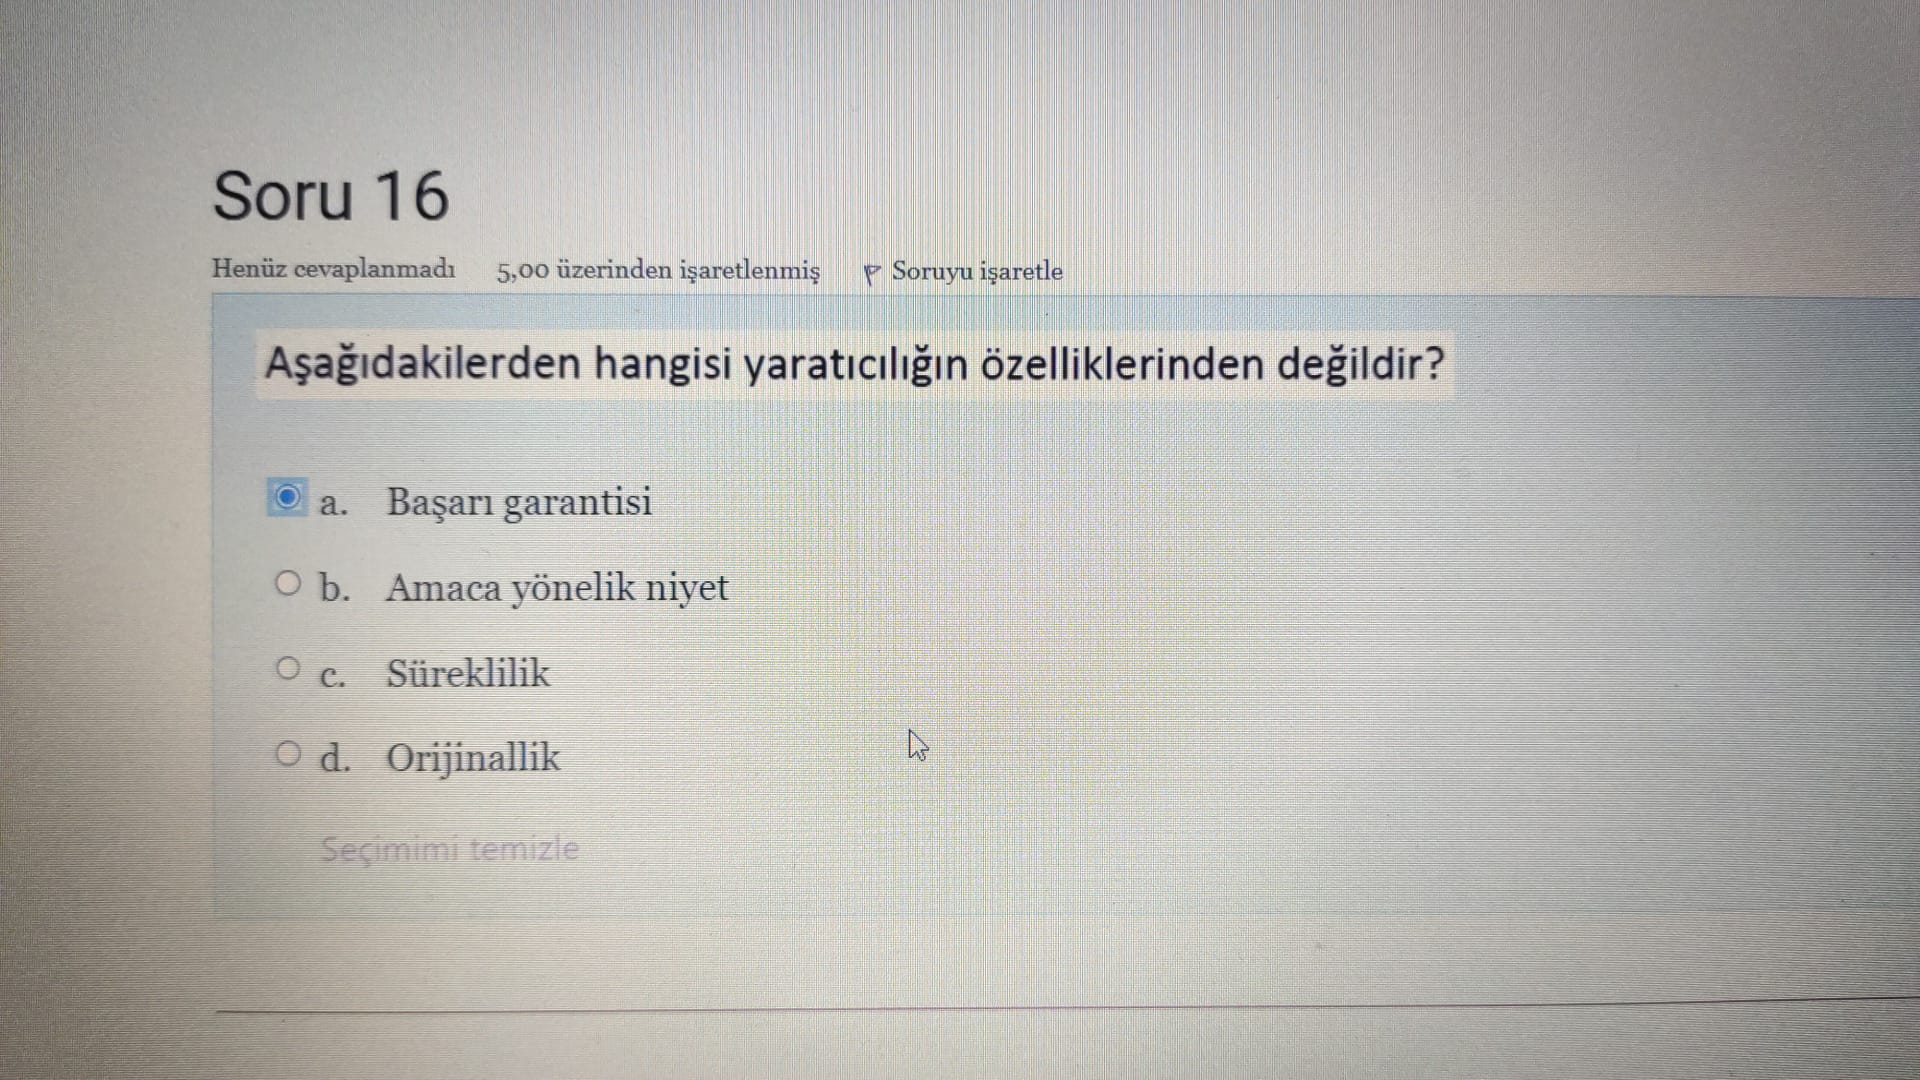 Soru 16
Henüz cevaplanmadı 5,00 üzerinden işaretlenmiş Soruyu işaretle
Aşağıdakilerden hangisi yaratıcılığın özelliklerinden değildir?
a. Başarı garantisi
b. Amaca yönelik niyet
c. Süreklilik
d. Orijinallik
Seçimimi temizle